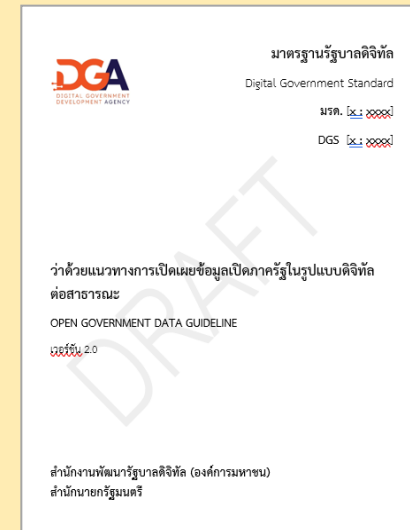 มาตรฐานรัฐบาลดิจิทัล
DGA
DIGITAL GOVERNMENT
DEVELOPMENT AGENCY
Digital Government Standard
มรด. [x : xxxx]
DGS [x : xxxx]
DRAFT
ว่าด้วยแนวทางการเปิดเผยข้อมูลเปิดภาครัฐในรูปแบบดิจิทัล
ต่อสาธารณะ
OPEN GOVERNMENT DATA GUIDELINE
เวอร์ชัน 2.0
สำนักงานพัฒนารัฐบาลดิจิทัล (องค์การมหาชน)
สำนักนายกรัฐมนตรี